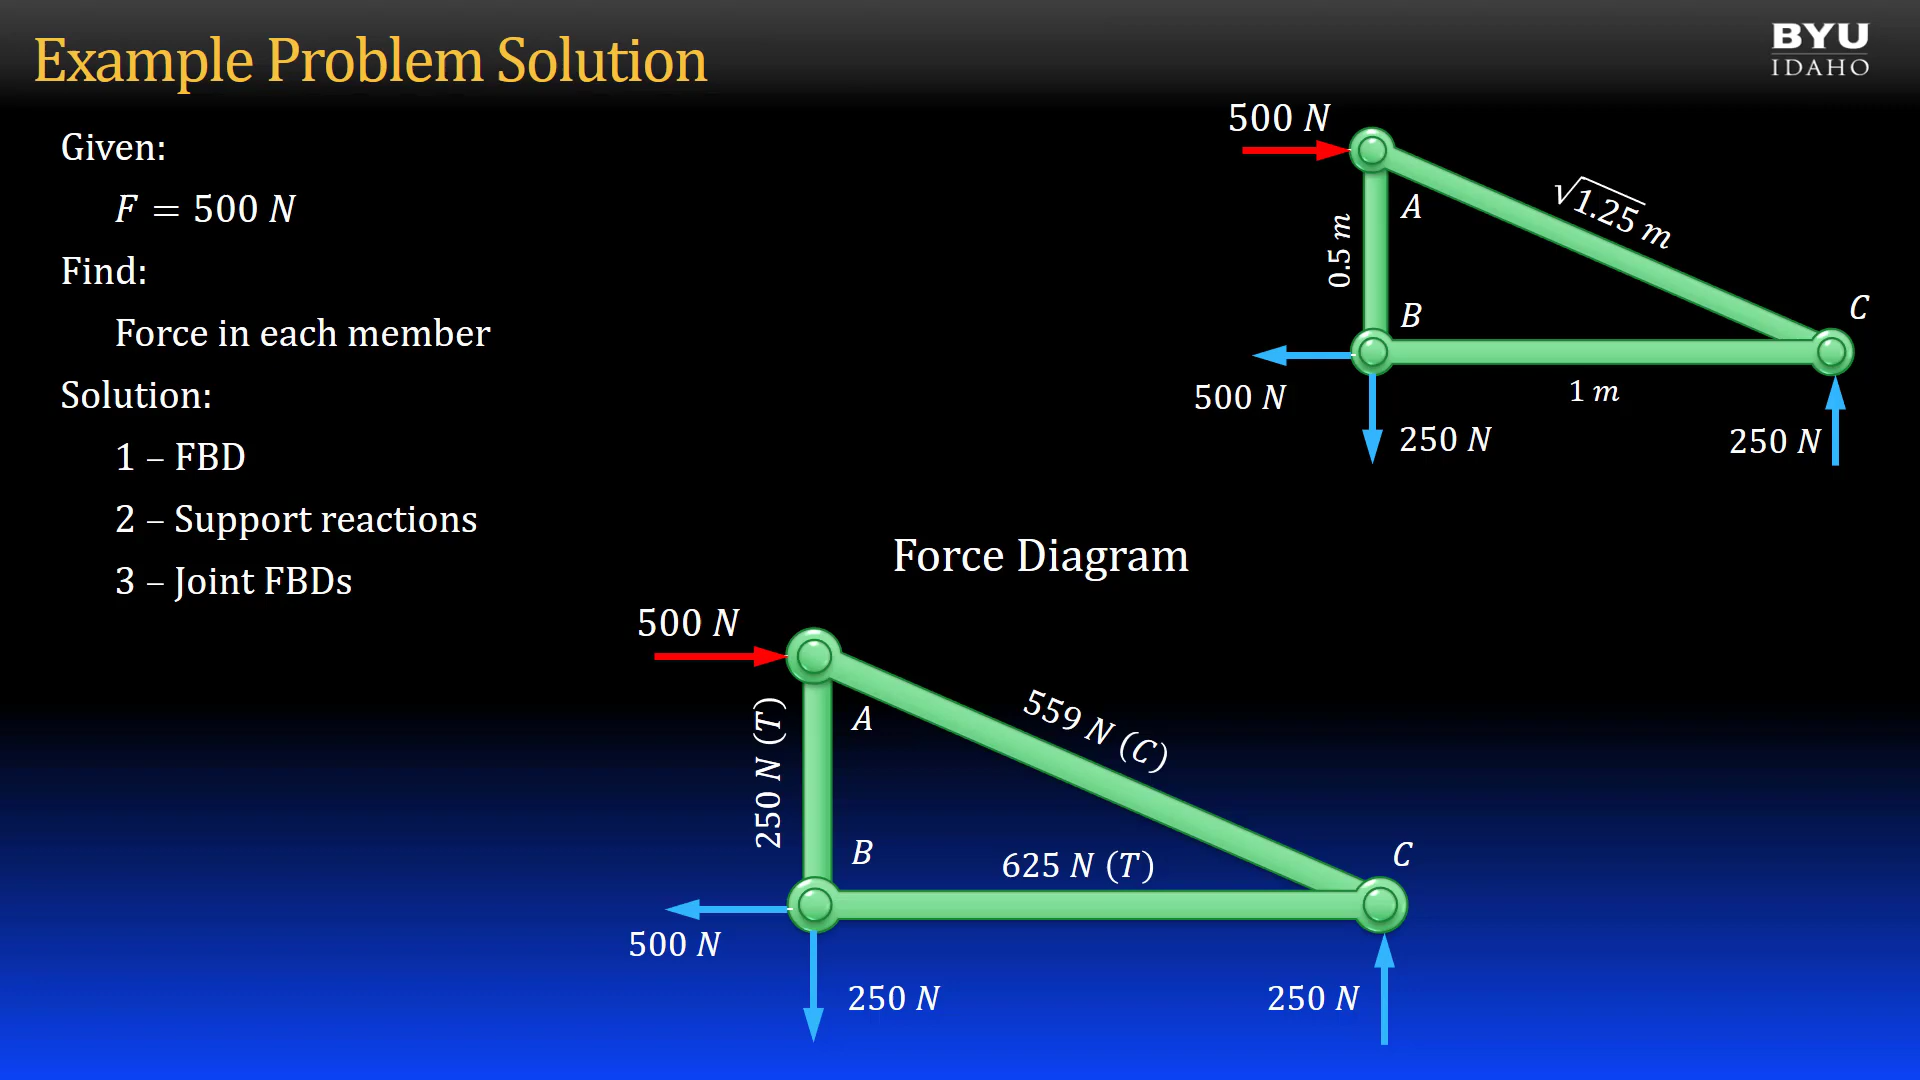 Example Problem Solution
BYU
IDAHO
Given:
F = 500 N
Find:
Force in each member
Solution:
1 – FBD
2 – Support reactions
3 – Joint FBDs
500 N
A
√1.25 m
0.5 m
B
C
500 N
1 m
250 N
250 N
Force Diagram
500 N
A
559 N (C)
250 N (T)
B
625 N (T)
C
500 N
250 N
250 N